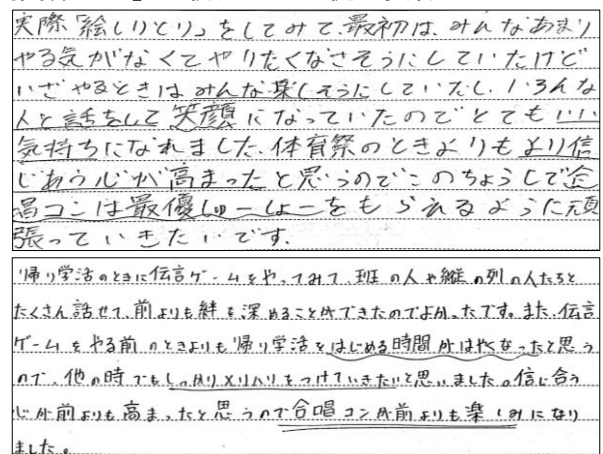 実際「絵しりとり」をしてみて、最初は、みんなあまり
やる気がなくてやりたくなさそうにしていたけど
いざやるときはみんな楽しそうにしていたし、いろんな
人と話をして笑顔になっていたのでとてもいい
気持ちになれました。体育祭のときよりもより信
じあう心が高まったと思うのでこのちょうしで合
唱コンは最優しゅーしょーをもらえるように頑
張っていきたいです。
帰り学活のときに伝言ゲームをやってみて、班の人や縦の列の人たちと
たくさん話せて、前よりも絆を深めることができたのでよかったです。また、伝言
ゲームをやる前のときよりも帰り学活をはじめる時間がはやくなったと思う
ので、他の時でもしっかりメリハリをつけていきたいと思いました。信じ合う
心が前よりも高まったと思うので合唱コンが前よりも楽しみになり
ました。